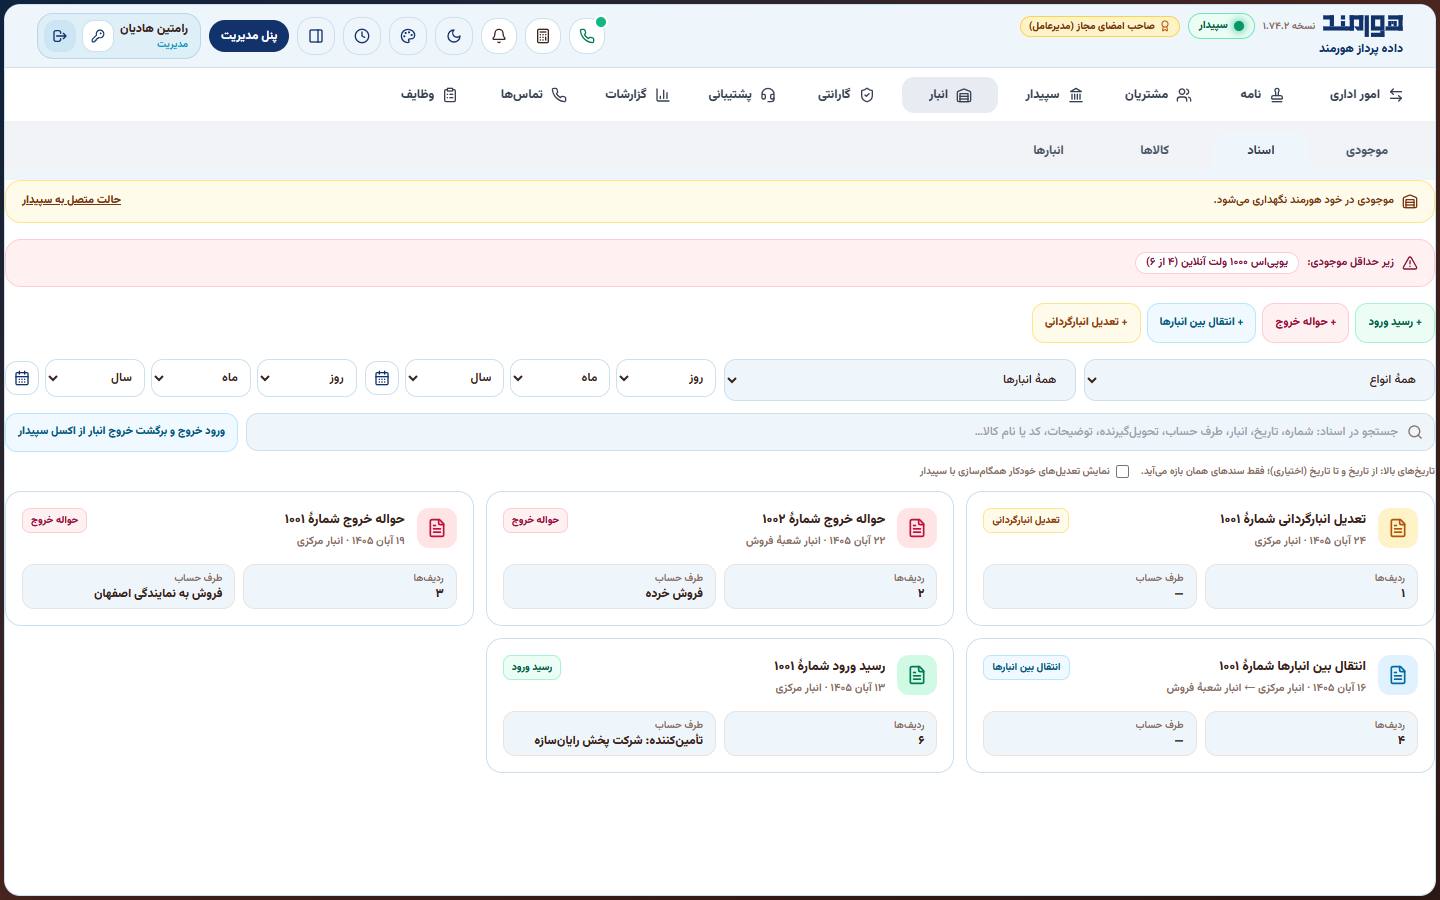 هورمند
نسخه ۱.۷۴.۲
سپیدار
صاحب امضای مجاز (مدیرعامل)
داده پرداز هورمند
پنل مدیریت
رامتین هادیان
مدیریت
امور اداری
نامه
مشتریان
سپیدار
انبار
گارانتی
پشتیبانی
گزارشات
تماس‌ها
وظایف
موجودی
اسناد
کالاها
انبارها
موجودی در خود هورمند نگهداری می‌شود.
حالت متصل به سپیدار
زیر حداقل موجودی:
یوپی‌اس ۱۰۰۰ ولت آنلاین (۴ از ۶)
+ رسید ورود
+ حواله خروج
+ انتقال بین انبارها
+ تعدیل انبارگردانی
همهٔ انواع
همهٔ انبارها
روز
ماه
سال
روز
ماه
سال
جستجو در اسناد: شماره، تاریخ، انبار، طرف حساب، تحویل‌گیرنده، توضیحات، کد یا نام کالا...
ورود خروج و برگشت خروج انبار از اکسل سپیدار
تاریخ‌های بالا: از تاریخ و تا تاریخ (اختیاری)؛ فقط سندهای همان بازه می‌آید.
نمایش تعدیل‌های خودکار همگام‌سازی با سپیدار
تعدیل انبارگردانی شمارهٔ ۱۰۰۱
تعدیل انبارگردانی
۲۴ آبان ۱۴۰۵ · انبار مرکزی
ردیف‌ها
۱
طرف حساب
—
حواله خروج شمارهٔ ۱۰۰۲
حواله خروج
۲۲ آبان ۱۴۰۵ · انبار شعبهٔ فروش
ردیف‌ها
۲
طرف حساب
فروش خرده
حواله خروج شمارهٔ ۱۰۰۱
حواله خروج
۱۹ آبان ۱۴۰۵ · انبار مرکزی
ردیف‌ها
۳
طرف حساب
فروش به نمایندگی اصفهان
انتقال بین انبارها شمارهٔ ۱۰۰۱
انتقال بین انبارها
۱۶ آبان ۱۴۰۵ · انبار مرکزی ← انبار شعبهٔ فروش
ردیف‌ها
۴
طرف حساب
—
رسید ورود شمارهٔ ۱۰۰۱
رسید ورود
۱۳ آبان ۱۴۰۵ · انبار مرکزی
ردیف‌ها
۶
طرف حساب
تأمین‌کننده: شرکت پخش رایان‌سازه